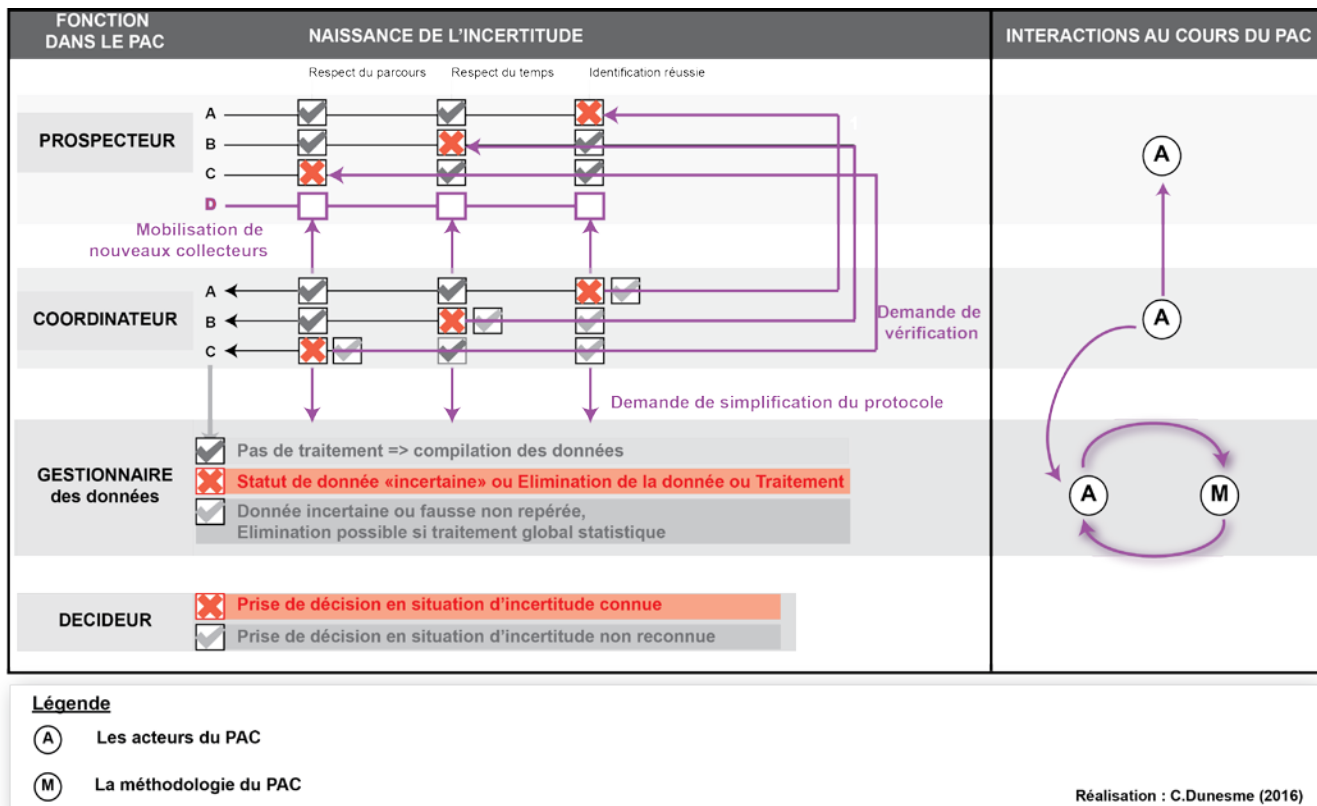 FONCTION
DANS LE PAC
NAISSANCE DE L'INCERTITUDE
INTERACTIONS AU COURS DU PAC
Respect du parcours
Respect du temps
Identification réussie
PROSPECTEUR
A
B
C
D
A
Mobilisation de
nouveaux collecteurs
COORDINATEUR
A
B
C
Demande de
vérification
A
Demande de simplification du protocole
GESTIONNAIRE
des données
Pas de traitement => compilation des données
Statut de donnée «incertaine» ou Elimination de la donnée ou Traitement
Donnée incertaine ou fausse non repérée,
Elimination possible si traitement global statistique
A
M
DECIDEUR
Prise de décision en situation d'incertitude connue
Prise de décision en situation d'incertitude non reconnue
Légende
A Les acteurs du PAC
M La méthodologie du PAC
Réalisation : C.Dunesme (2016)